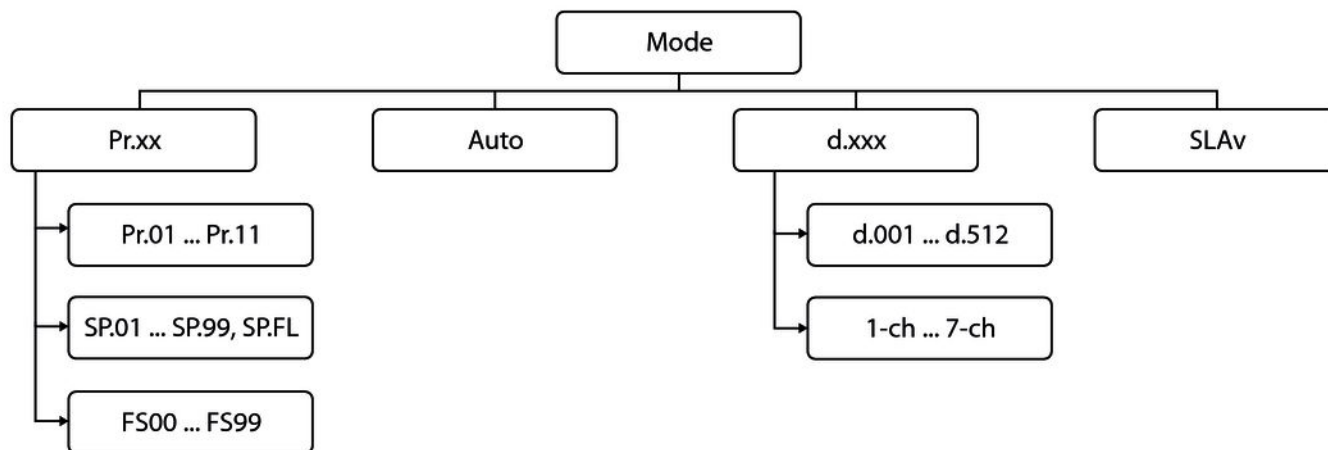 Mode
Pr.xx
Auto
d.xxx
SLAv
Pr.01 ... Pr.11
d.001 ... d.512
SP.01 ... SP.99, SP.FL
1-ch ... 7-ch
FS00 ... FS99